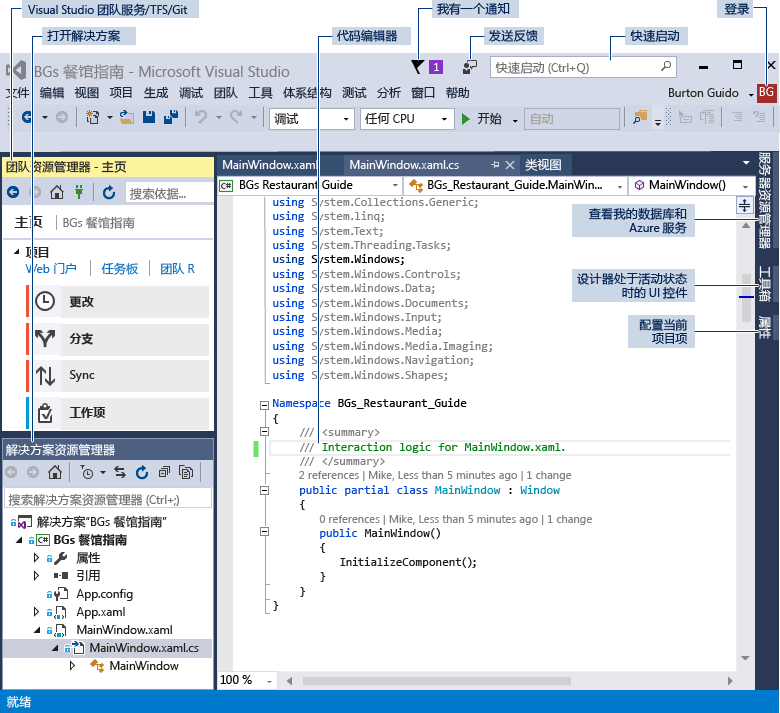 Visual Studio 团队服务/TFS/Git
我有一个通知
登录
打开解决方案
代码编辑器
发送反馈
快速启动
BGs 餐馆指南 - Microsoft Visual Studio
1
快速启动 (Ctrl+Q)
文件 编辑 视图 项目 生成 调试 团队 工具 体系结构 测试 分析 窗口 帮助
Burton Guido
BG
调试
任何 CPU
开始
自动
团队资源管理器 - 主页
搜索依据...
主页
BGs 餐馆指南
项目
Web 门户
任务板
团队 R
更改
分支
Sync
工作项
解决方案资源管理器
搜索解决方案资源管理器 (Ctrl+;)
解决方案“BGs 餐馆指南”
C# BGs 餐馆指南
属性
引用
App.config
App.xaml
MainWindow.xaml
MainWindow.xaml.cs
MainWindow
MainWindow.xaml
MainWindow.xaml.cs
类视图
C# BGs Restaurant Guide
BGs_Restaurant_Guide.MainWin...
MainWindow()
using System.Collections.Generic;
using System.linq;
using System.Text;
using System.Threading.Tasks;
using System.Windows;
using System.Windows.Controls;
using System.Windows.Data;
using System.Windows.Documents;
using System.Windows.Input;
using System.Windows.Media;
using System.Windows.Media.Imaging;
using System.Windows.Navigation;
using System.Windows.Shapes;
Namespace BGs_Restaurant_Guide
{
/// <summary>
/// Interaction logic for MainWindow.xaml.
/// </summary>
2 references | Mike, Less than 5 minutes ago | 1 change
public partial class MainWindow : Window
{
0 references | Mike, Less than 5 minutes ago | 1 change
public MainWindow()
{
InitializeComponent();
}
}
}
100 %
查看我的数据库和
Azure 服务
设计器处于活动状态
时的 UI 控件
配置当前
项目项
服务器资源管理器
工具箱
属性
就绪